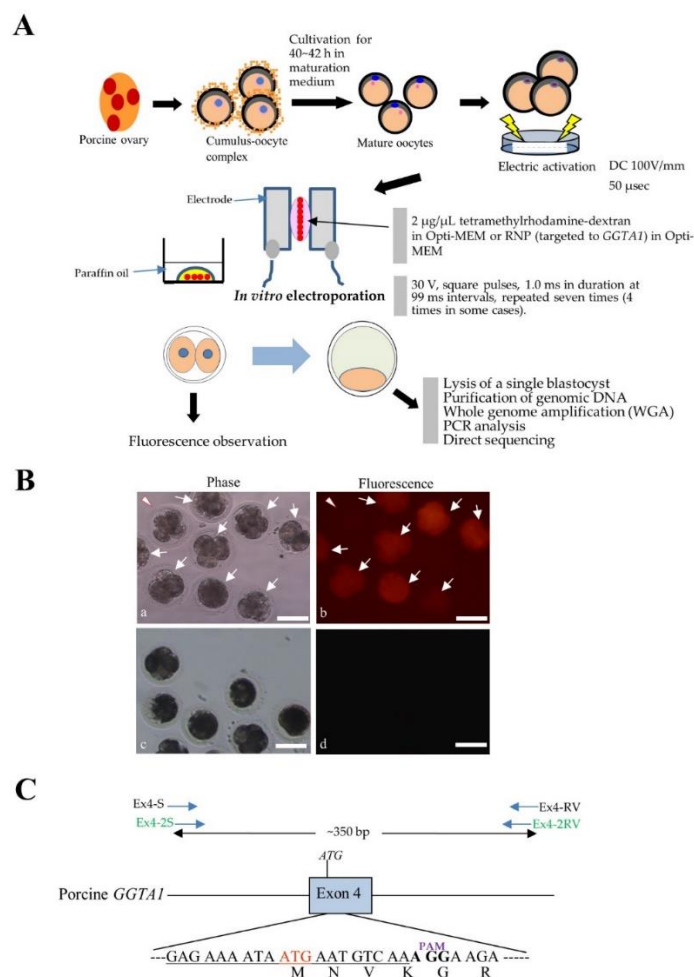 A
Cultivation for
40~42 h in
maturation
medium
Porcine ovary
Cumulus-oocyte
complex
Mature oocytes
Electric activation
DC 100V/mm
50 µsec
Electrode
2 µg/µL tetramethylrhodamine-dextran
in Opti-MEM or RNP (targeted to GGTA1) in Opti-
MEM
Paraffin oil
In vitro electroporation
30 V, square pulses, 1.0 ms in duration at
99 ms intervals, repeated seven times (4
times in some cases).
Lysis of a single blastocyst
Purification of genomic DNA
Whole genome amplification (WGA)
PCR analysis
Direct sequencing
Fluorescence observation
B
Phase Fluorescence
a b
c d
C
Ex4-S Ex4-RV
Ex4-2S ~350 bp Ex4-2RV
ATG
Porcine GGTA1 Exon 4
PAM
----GAG AAAA ATA ATG AAT GTC AAA AGG AAGA----
M N V K G R